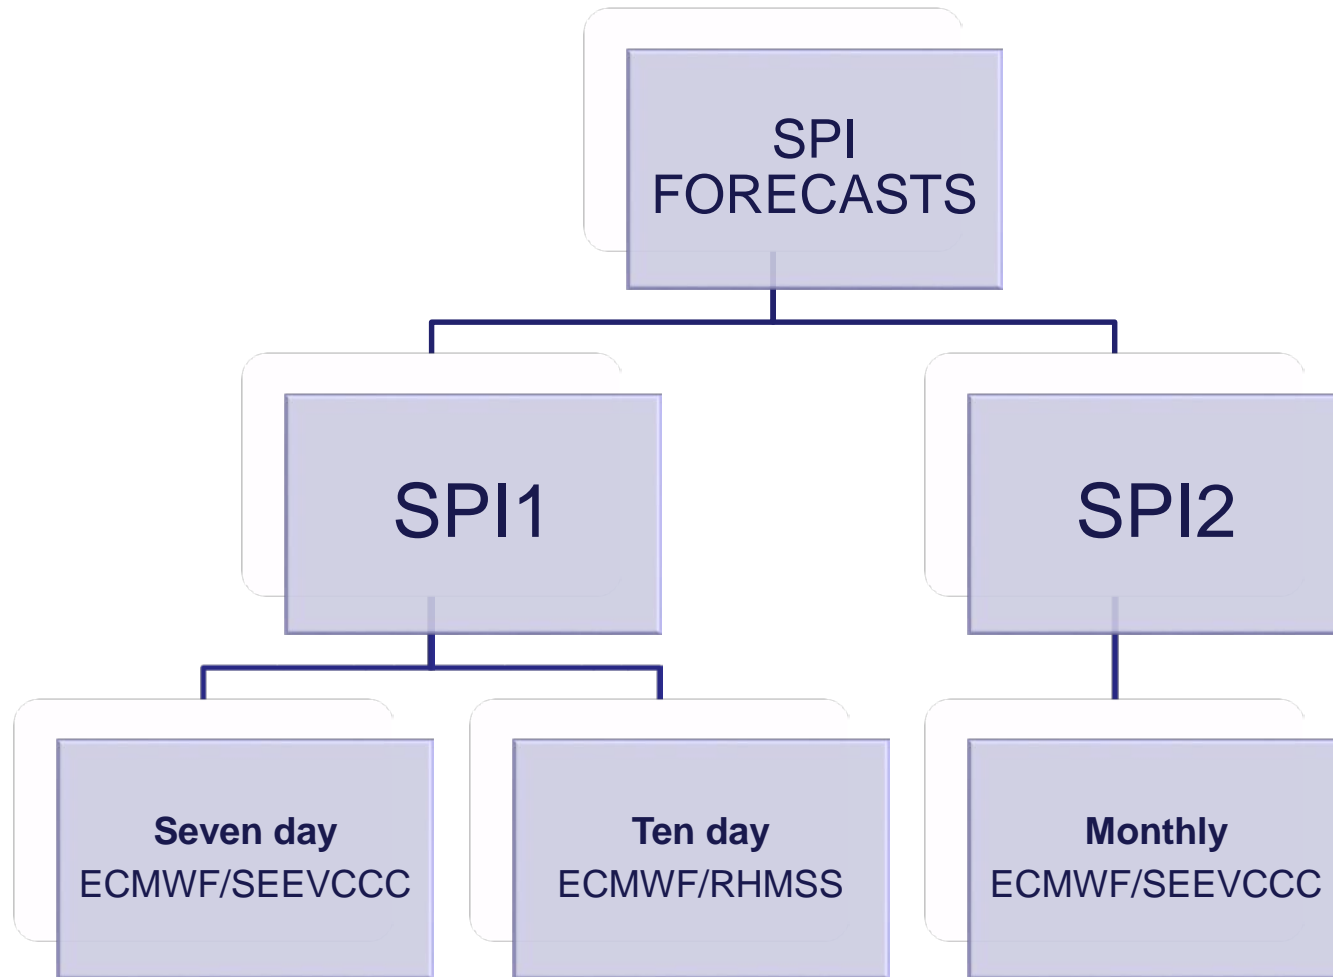 SPI
FORECASTS
SPI1
SPI2
Seven day
ECMWF/SEEVCCC
Ten day
ECMWF/RHMSS
Monthly
ECMWF/SEEVCCC